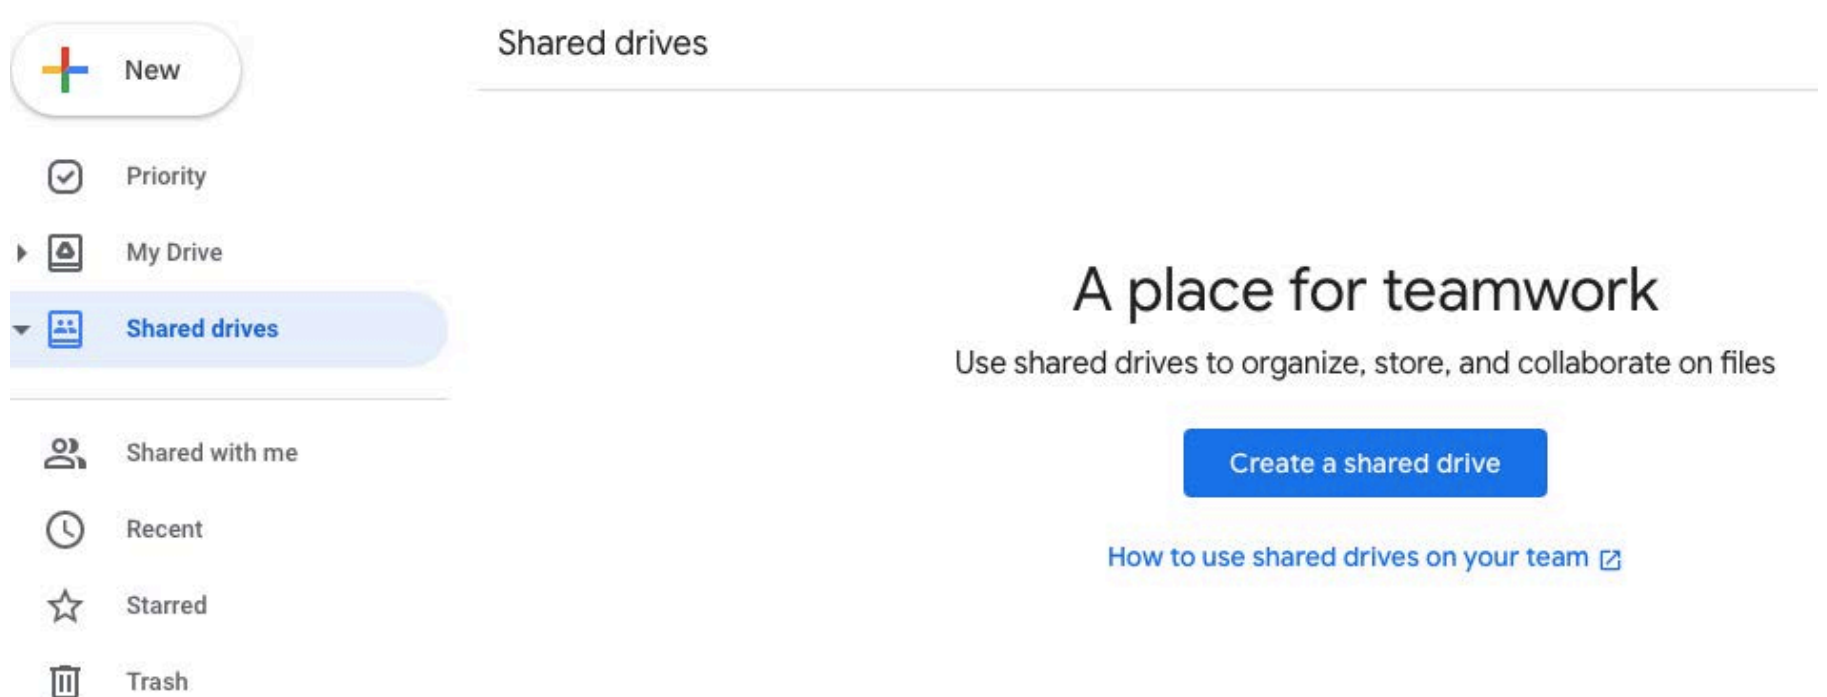 New
Priority
My Drive
Shared drives
Shared with me
Recent
Starred
Trash
Shared drives
A place for teamwork
Use shared drives to organize, store, and collaborate on files
Create a shared drive
How to use shared drives on your team